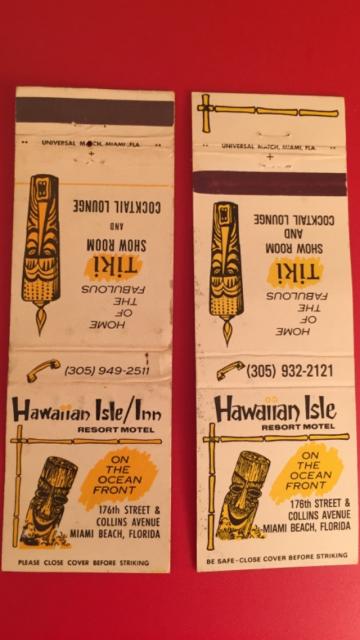 UNIVERSAL MATCH, MIAMI, FLA.
HOME
OF
THE
FABULOUS
Tiki
SHOW ROOM
AND
COCKTAIL LOUNGE
(305) 949-2511
Hawaiian Isle/Inn
RESORT MOTEL
ON
THE
OCEAN
FRONT
176th STREET &
COLLINS AVENUE
MIAMI BEACH, FLORIDA
PLEASE CLOSE COVER BEFORE STRIKING
UNIVERSAL MATCH, MIAMI, FLA.
HOME
OF
THE
FABULOUS
Tiki
SHOW ROOM
AND
COCKTAIL LOUNGE
(305) 932-2121
Hawaiian Isle
RESORT MOTEL
ON
THE
OCEAN
FRONT
176th STREET &
COLLINS AVENUE
MIAMI BEACH, FLORIDA
BE SAFE-CLOSE COVER BEFORE STRIKING